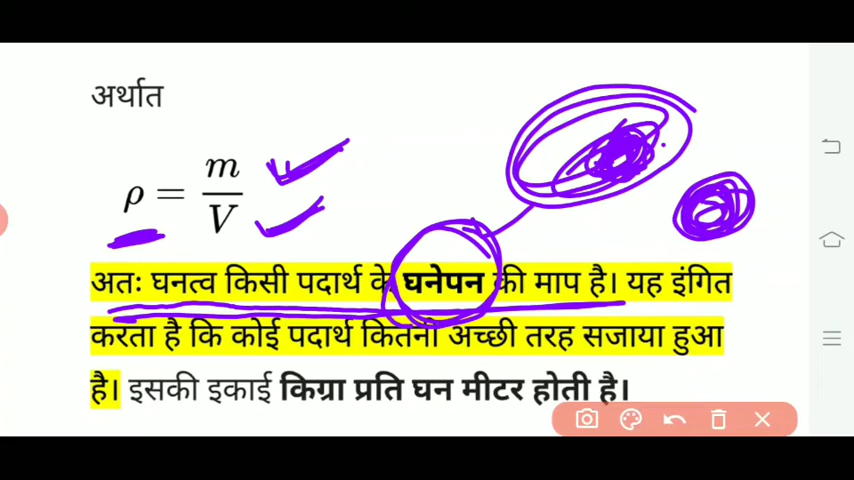 अर्थात
ρ = m/V
अतः घनत्व किसी पदार्थ के घनेपन की माप है। यह इंगित
करता है कि कोई पदार्थ कितनी अच्छी तरह सजाया हुआ
है। इसकी इकाई किग्रा प्रति घन मीटर होती है।